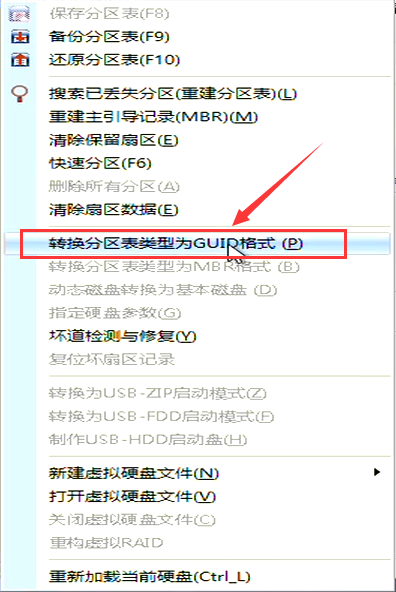 保存分区表(F8)
备份分区表(F9)
还原分区表(F10)
搜索已丢失分区(重建分区表)(L)
重建主引导记录(MBR)(M)
清除保留扇区(E)
快速分区(F6)
删除所有分区(A)
清除扇区数据(E)
转换分区表类型为GUID格式 (P)
转换分区表类型为MBR格式 (B)
动态磁盘转换为基本磁盘 (D)
指定硬盘参数(G)
坏道检测与修复(Y)
复位坏扇区记录
转换为USB-ZIP启动模式(Z)
转换为USB-FDD启动模式(F)
制作USB-HDD启动盘(H)
新建虚拟硬盘文件(N)
打开虚拟硬盘文件(V)
关闭虚拟硬盘文件(C)
重构虚拟RAID
重新加载当前硬盘(Ctrl_L)